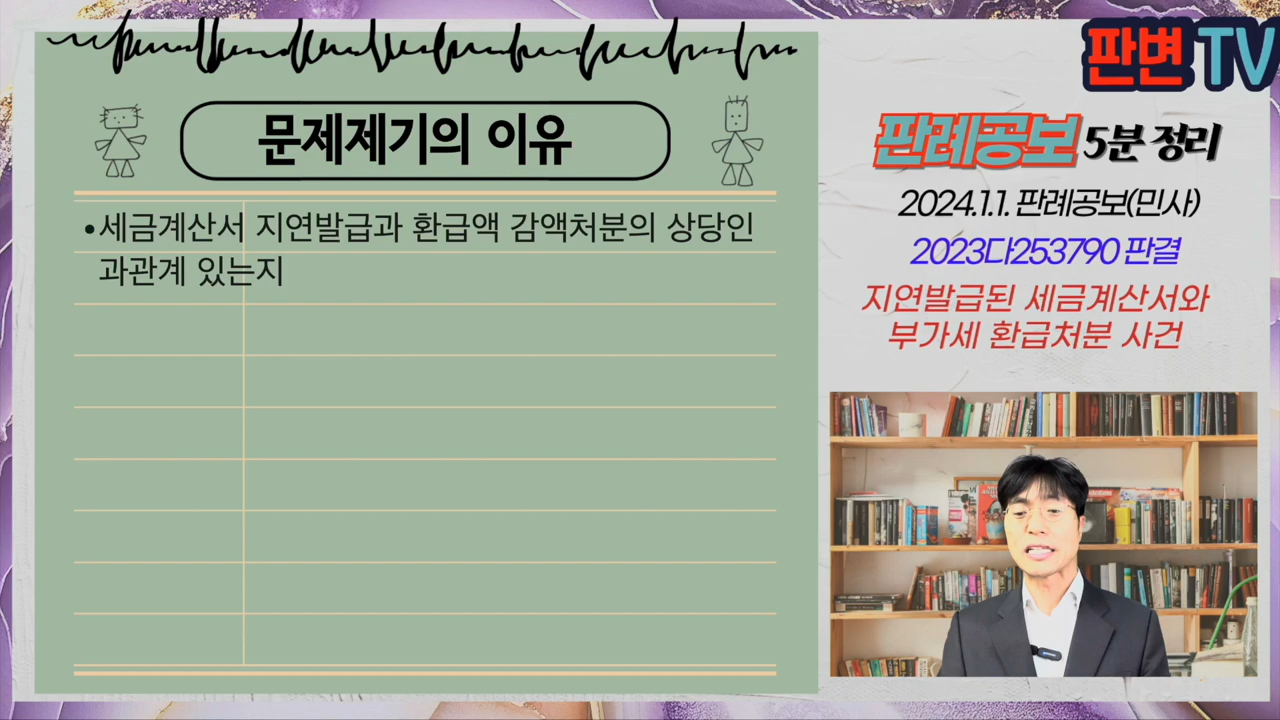 문제제기의 이유
•세금계산서 지연발급과 환급액 감액처분의 상당인
과관계 있는지
판변 TV
판례공보 5분 정리
2024.1.1. 판례공보(민사)
2023다253790 판결
지연발급된 세금계산서와
부가세 환급처분 사건